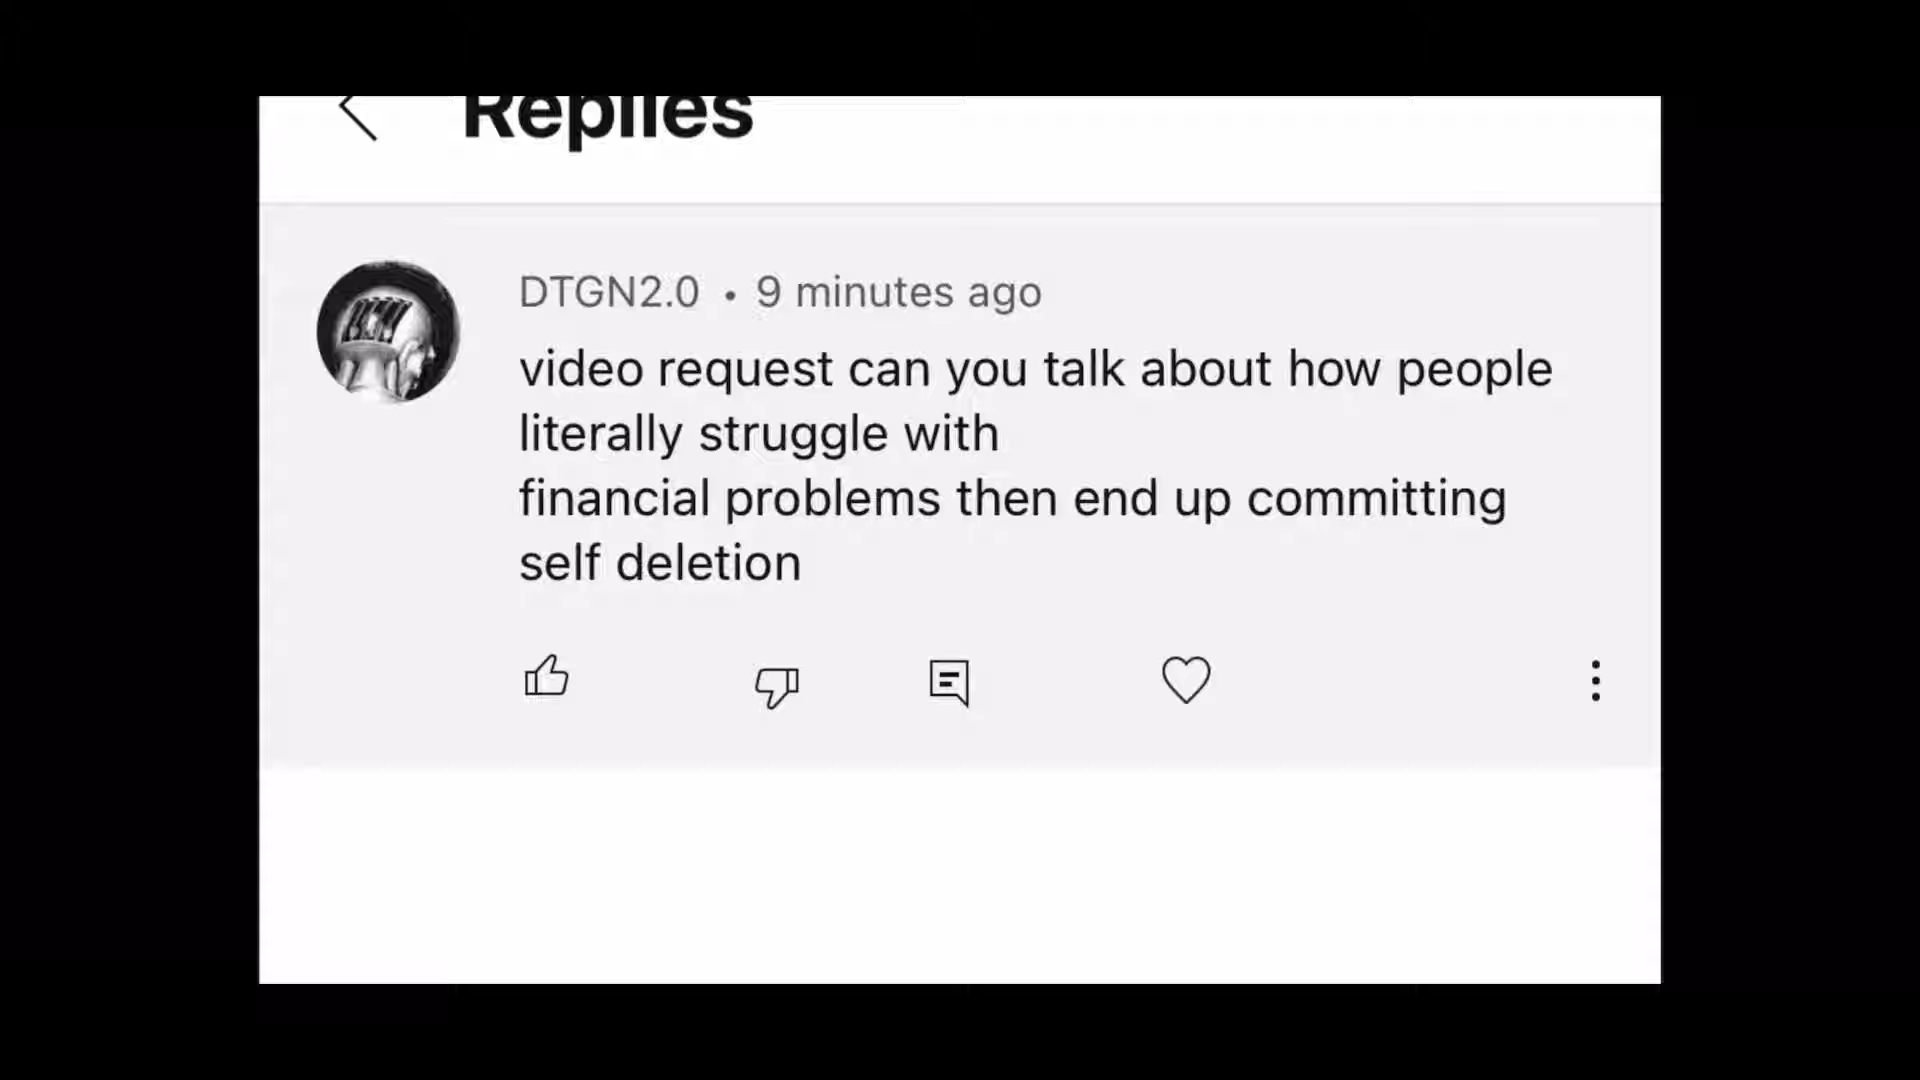 Replies
DTGN2.0 • 9 minutes ago
video request can you talk about how people
literally struggle with
financial problems then end up committing
self deletion